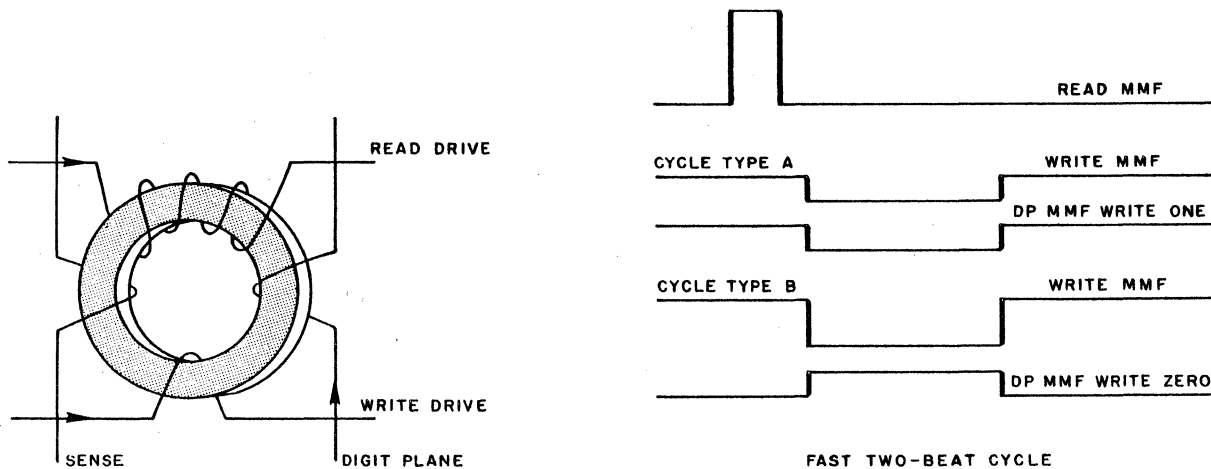 READ MMF
READ DRIVE
CYCLE TYPE A
WRITE MMF
DP MMF WRITE ONE
CYCLE TYPE B
WRITE MMF
DP MMF WRITE ZERO
WRITE DRIVE
SENSE
DIGIT PLANE
FAST TWO-BEAT CYCLE